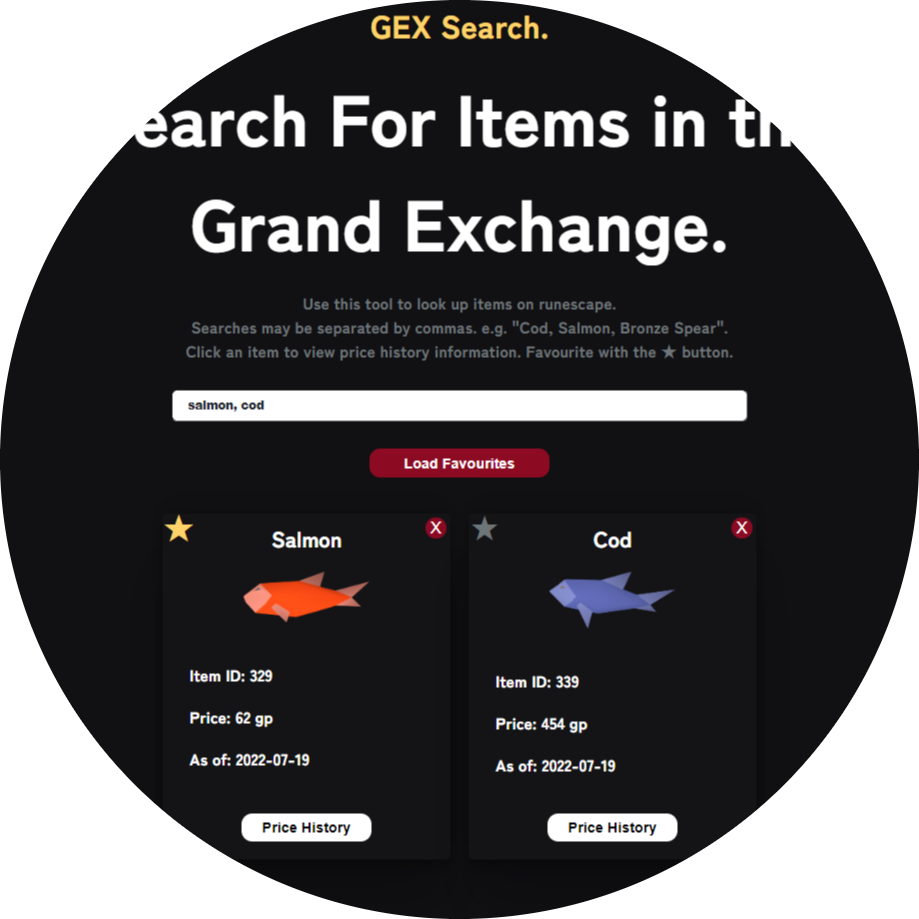 GEX Search.
earch For Items in th
Grand Exchange.
Use this tool to look up items on runescape.
Searches may be separated by commas. e.g. "Cod, Salmon, Bronze Spear".
Click an item to view price history information. Favourite with the ★ button.
salmon, cod
Load Favourites
X
Salmon
Item ID: 329
Price: 62 gp
As of: 2022-07-19
Price History
X
Cod
Item ID: 339
Price: 454 gp
As of: 2022-07-19
Price History